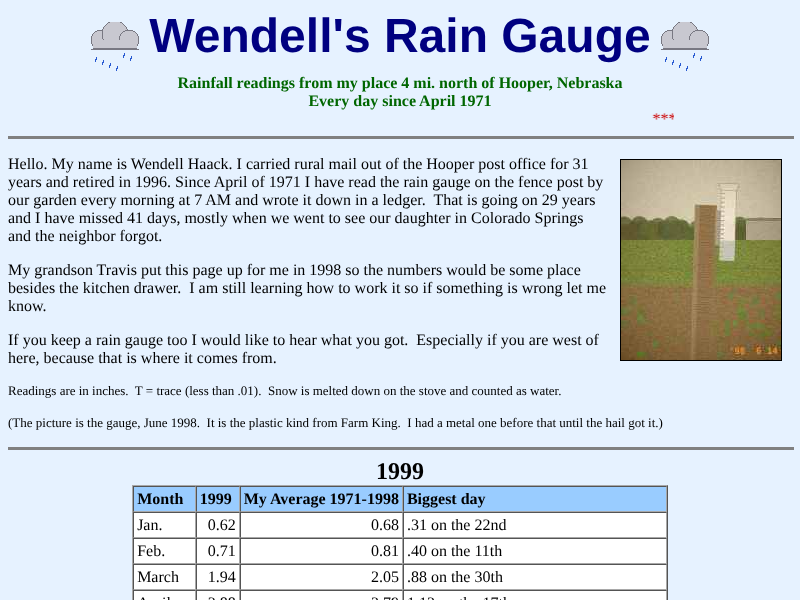 Wendell's Rain Gauge
Rainfall readings from my place 4 mi. north of Hooper, Nebraska
Every day since April 1971
***
Hello. My name is Wendell Haack. I carried rural mail out of the Hooper post office for 31
years and retired in 1996. Since April of 1971 I have read the rain gauge on the fence post by
our garden every morning at 7 AM and wrote it down in a ledger.  That is going on 29 years
and I have missed 41 days, mostly when we went to see our daughter in Colorado Springs
and the neighbor forgot.
My grandson Travis put this page up for me in 1998 so the numbers would be some place
besides the kitchen drawer.  I am still learning how to work it so if something is wrong let me
know.
If you keep a rain gauge too I would like to hear what you got.  Especially if you are west of
here, because that is where it comes from.
'98 6 14
Readings are in inches.  T = trace (less than .01).  Snow is melted down on the stove and counted as water.
(The picture is the gauge, June 1998.  It is the plastic kind from Farm King.  I had a metal one before that until the hail got it.)
1999
Month 1999 My Average 1971-1998 Biggest day
Jan. 0.62 0.68 .31 on the 22nd
Feb. 0.71 0.81 .40 on the 11th
March 1.94 2.05 .88 on the 30th